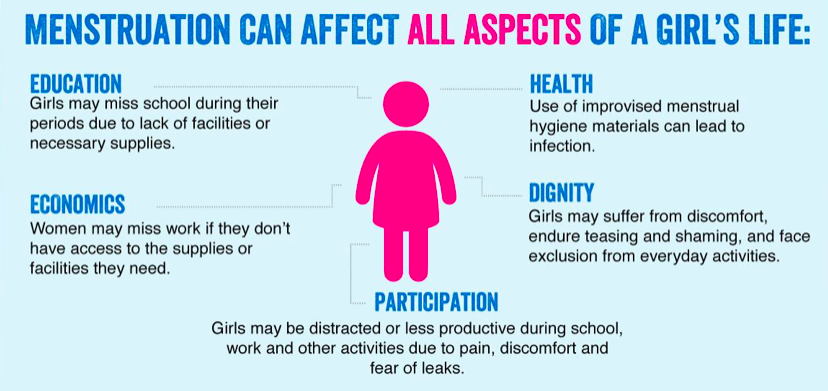 MENSTRUATION CAN AFFECT ALL ASPECTS OF A GIRL'S LIFE:
EDUCATION
Girls may miss school during their
periods due to lack of facilities or
necessary supplies.
HEALTH
Use of improvised menstrual
hygiene materials can lead to
infection.
ECONOMICS
Women may miss work if they don't
have access to the supplies or
facilities they need.
DIGNITY
Girls may suffer from discomfort,
endure teasing and shaming, and face
exclusion from everyday activities.
PARTICIPATION
Girls may be distracted or less productive during school,
work and other activities due to pain, discomfort and
fear of leaks.